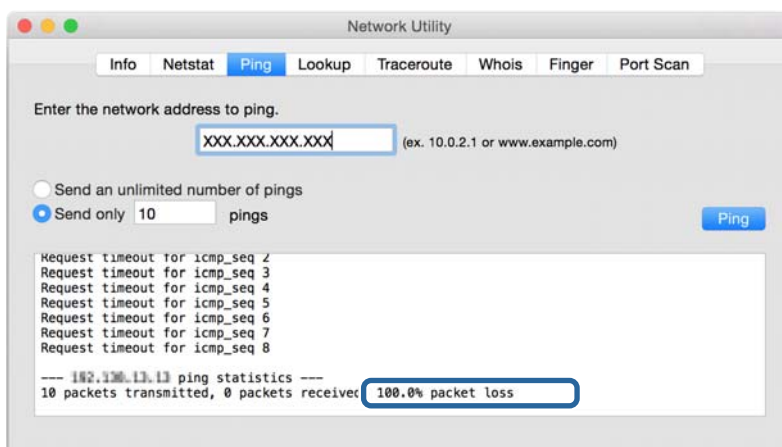 Network Utility
Info Netstat Ping Lookup Traceroute Whois Finger Port Scan
Enter the network address to ping.
XXX.XXX.XXX.XXX (ex. 10.0.2.1 or www.example.com)
Send an unlimited number of pings
Send only 10 pings
Ping
Request timeout for icmp_seq 2
Request timeout for icmp_seq 3
Request timeout for icmp_seq 4
Request timeout for icmp_seq 5
Request timeout for icmp_seq 6
Request timeout for icmp_seq 7
Request timeout for icmp_seq 8
--- ping statistics ---
10 packets transmitted, 0 packets received 100.0% packet loss